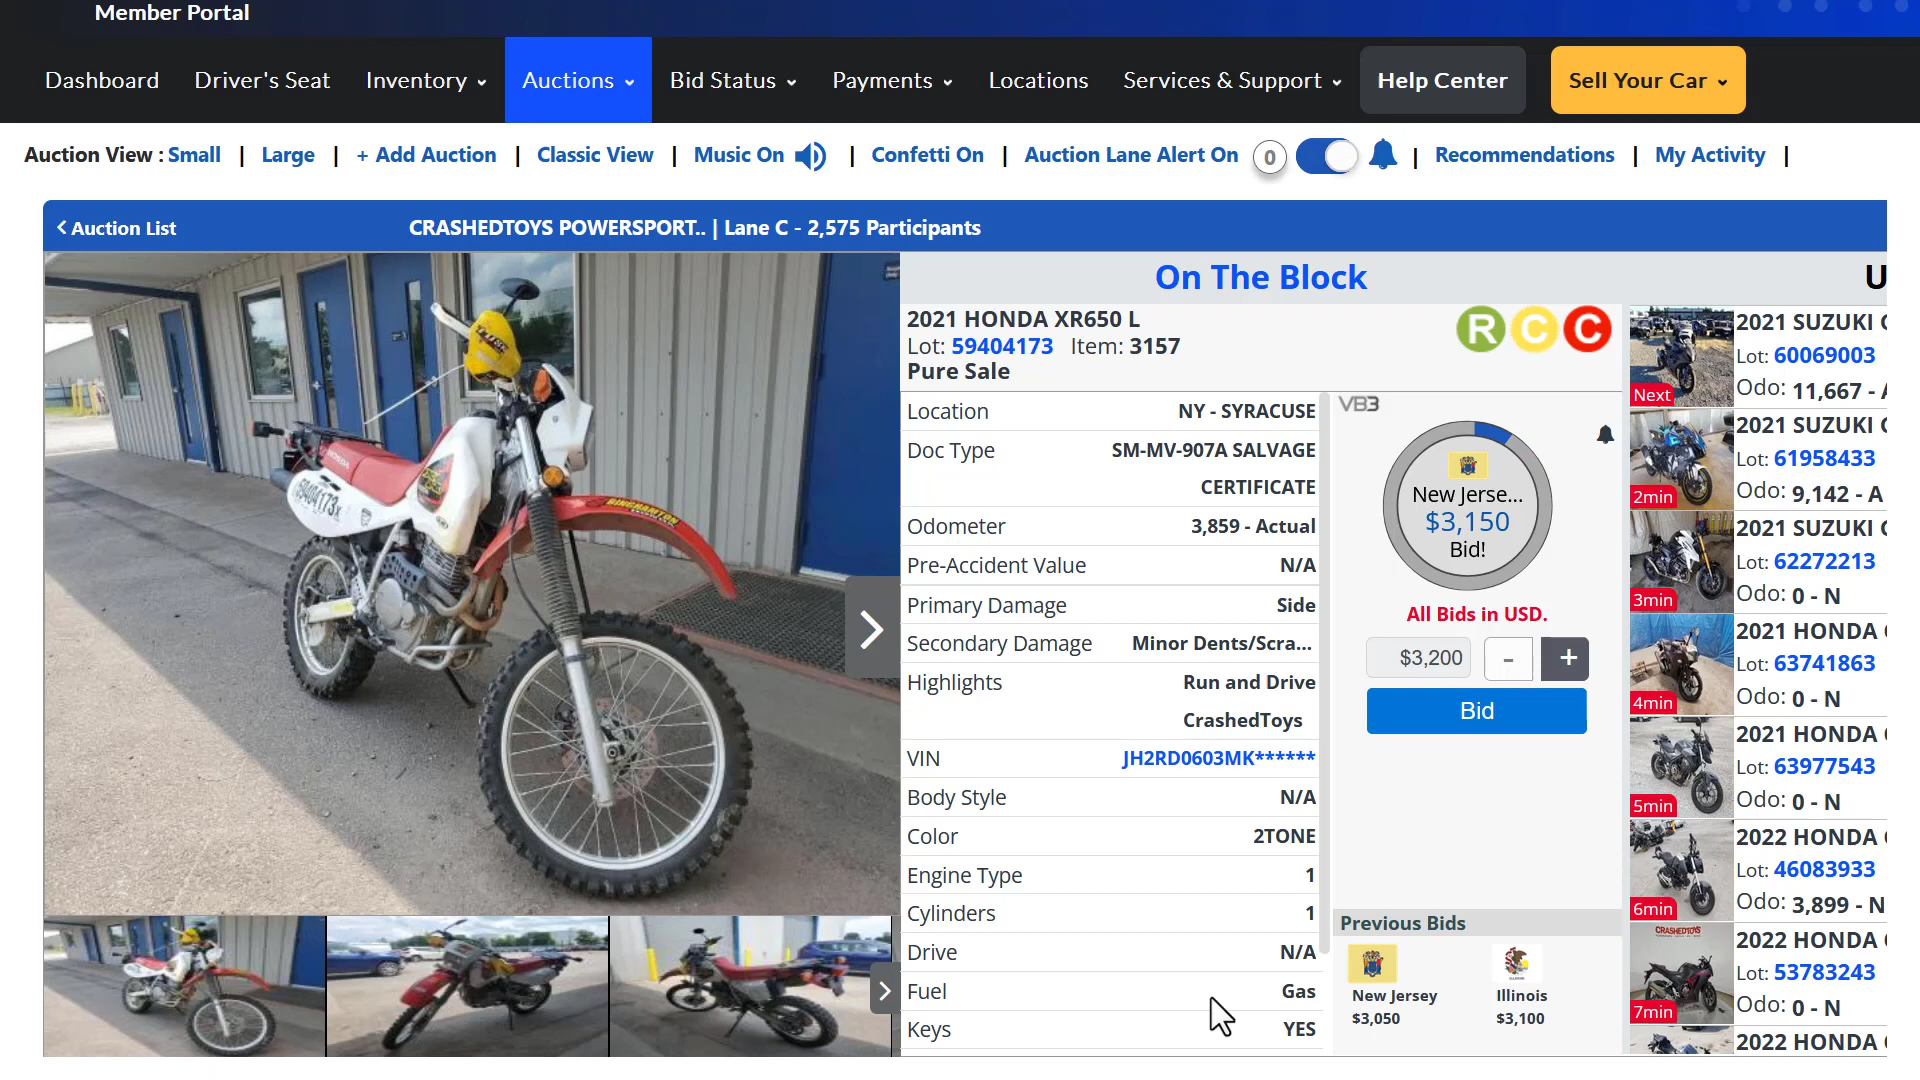 Member Portal
Dashboard Driver's Seat Inventory Auctions Bid Status Payments Locations Services & Support Help Center Sell Your Car
Auction View : Small | Large | + Add Auction | Classic View | Music On | Confetti On | Auction Lane Alert On 0 | Recommendations | My Activity |
Auction List
CRASHEDTOYS POWERSPORT.. | Lane C - 2,575 Participants
59404173x
HONDA
BINGHAMTON
On The Block
2021 HONDA XR650 L
Lot: 59404173 Item: 3157
Pure Sale
R C C
Location NY - SYRACUSE
Doc Type SM-MV-907A SALVAGE
CERTIFICATE
Odometer 3,859 - Actual
Pre-Accident Value N/A
Primary Damage Side
Secondary Damage Minor Dents/Scra...
Highlights Run and Drive
CrashedToys
VIN JH2RD0603MK******
Body Style N/A
Color 2TONE
Engine Type 1
Cylinders 1
Drive N/A
Fuel Gas
Keys YES
VB3
New Jerse...
$3,150
Bid!
All Bids in USD.
$3,200 - +
Bid
Previous Bids
New Jersey
$3,050
Illinois
$3,100
U
2021 SUZUKI
Lot: 60069003
Odo: 11,667 - A
Next
2021 SUZUKI
Lot: 61958433
Odo: 9,142 - A
2min
2021 SUZUKI
Lot: 62272213
Odo: 0 - N
3min
2021 HONDA
Lot: 63741863
Odo: 0 - N
4min
2021 HONDA
Lot: 63977543
Odo: 0 - N
5min
2022 HONDA
Lot: 46083933
Odo: 3,899 - N
6min
2022 HONDA
Lot: 53783243
Odo: 0 - N
CRASHEDTOYS
7min
2022 HONDA